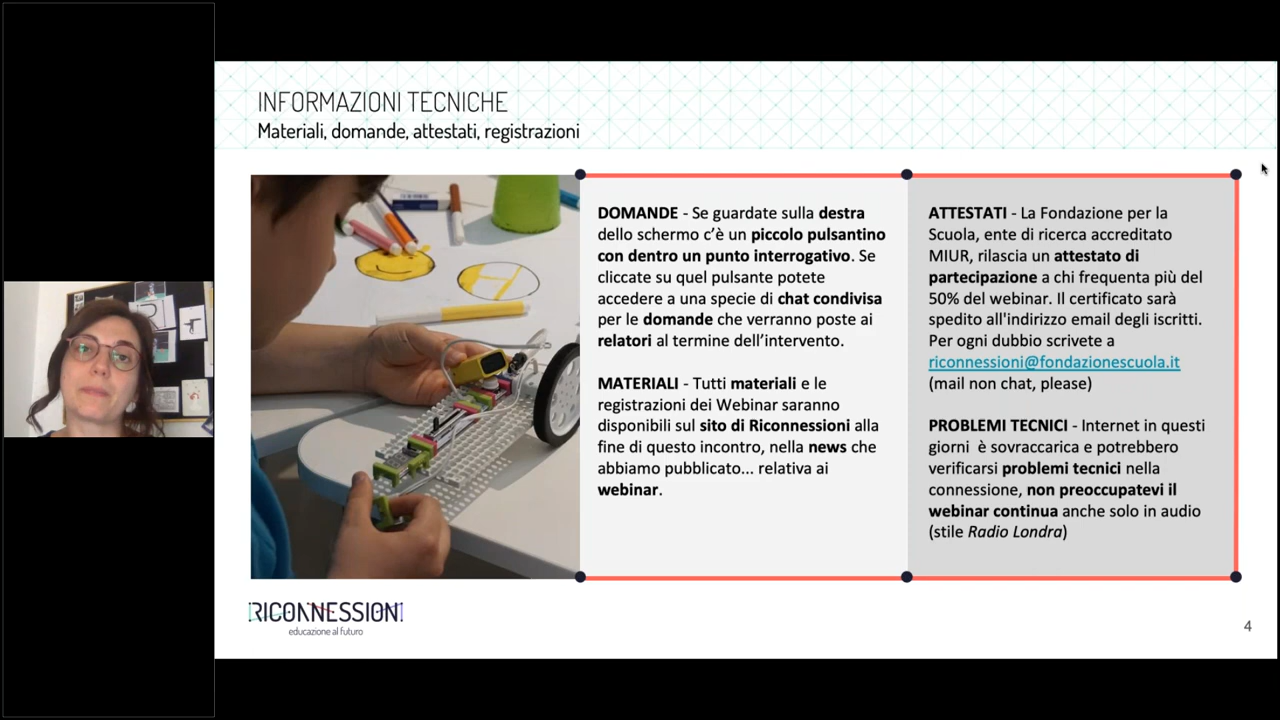 INFORMAZIONI TECNICHE
Materiali, domande, attestati, registrazioni
DOMANDE - Se guardate sulla destra
dello schermo c'è un piccolo pulsantino
con dentro un punto interrogativo. Se
cliccate su quel pulsante potete
accedere a una specie di chat condivisa
per le domande che verranno poste ai
relatori al termine dell'intervento.
MATERIALI - Tutti materiali e le
registrazioni dei Webinar saranno
disponibili sul sito di Riconnessioni alla
fine di questo incontro, nella news che
abbiamo pubblicato... relativa ai
webinar.
ATTESTATI - La Fondazione per la
Scuola, ente di ricerca accreditato
MIUR, rilascia un attestato di
partecipazione a chi frequenta più del
50% del webinar. Il certificato sarà
spedito all'indirizzo email degli iscritti.
Per ogni dubbio scrivete a
riconnessioni@fondazionescuola.it
(mail non chat, please)
PROBLEMI TECNICI - Internet in questi
giorni è sovraccarica e potrebbero
verificarsi problemi tecnici nella
connessione, non preoccupatevi il
webinar continua anche solo in audio
(stile Radio Londra)
RICONNESSIONI
educazione al futuro
4